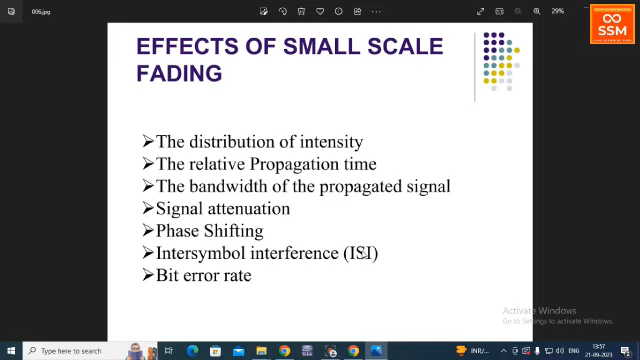 006.jpg
29%
SSM
EFFECTS OF SMALL SCALE
FADING
➢The distribution of intensity
➢The relative Propagation time
➢The bandwidth of the propagated signal
➢Signal attenuation
➢Phase Shifting
➢Intersymbol interference (ISI)
➢Bit error rate
Activate Windows
Go to Settings to activate Windows.
Type here to search
INR/...
ENG
13:57
21-09-2023